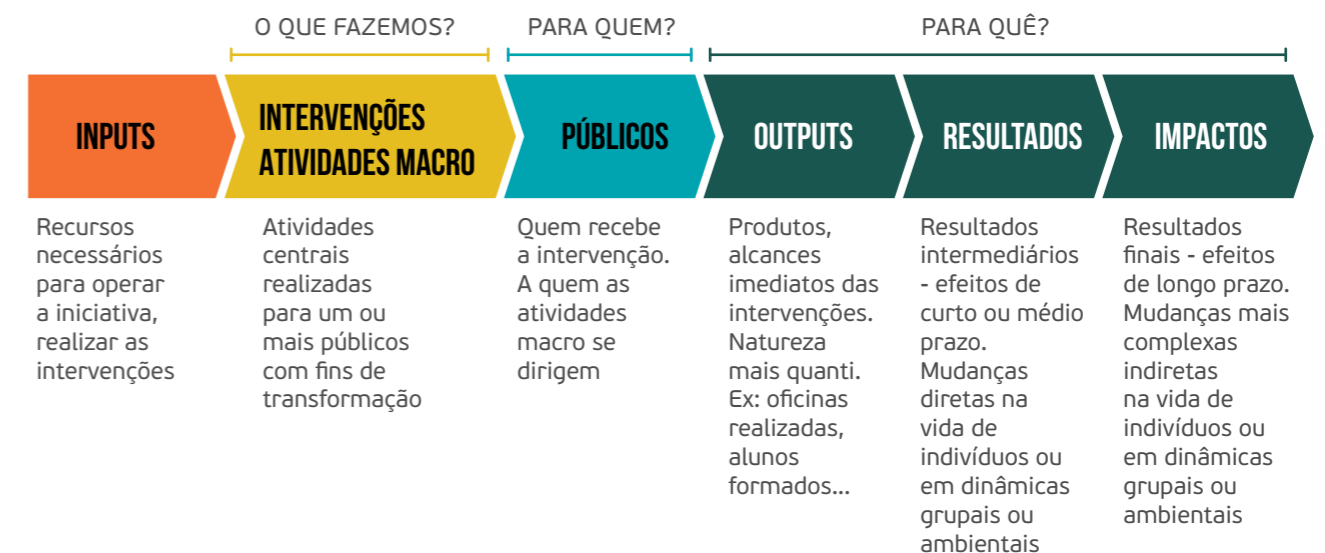 O QUE FAZEMOS?
PARA QUEM?
PARA QUÊ?
INPUTS
INTERVENÇÕES
ATIVIDADES MACRO
PÚBLICOS
OUTPUTS
RESULTADOS
IMPACTOS
Recursos
necessários
para operar
a iniciativa,
realizar as
intervenções
Atividades
centrais
realizadas
para um ou
mais públicos
com fins de
transformação
Quem recebe
a intervenção.
A quem as
atividades
macro se
dirigem
Produtos,
alcances
imediatos das
intervenções.
Natureza
mais quanti.
Ex: oficinas
realizadas,
alunos
formados...
Resultados
intermediários
- efeitos de
curto ou médio
prazo.
Mudanças
diretas na
vida de
indivíduos ou
em dinâmicas
grupais ou
ambientais
Resultados
finais - efeitos
de longo prazo.
Mudanças mais
complexas
indiretas
na vida de
indivíduos ou
em dinâmicas
grupais ou
ambientais